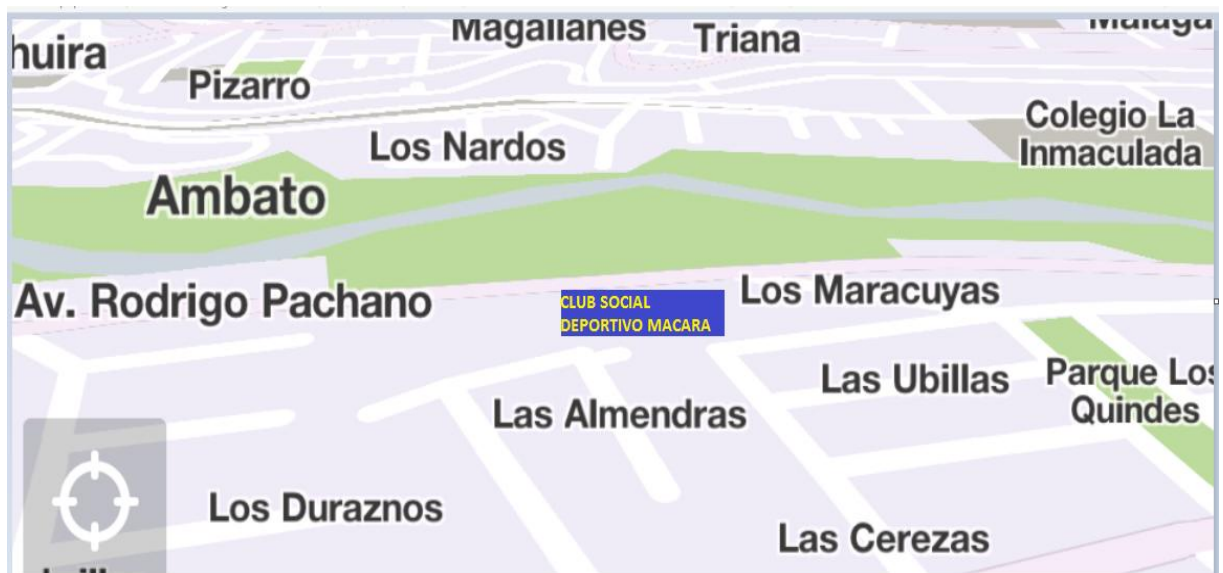 Magallanes
Triana
huira
Pizarro
Colegio La
Inmaculada
Los Nardos
Ambato
Av. Rodrigo Pachano
CLUB SOCIAL
DEPORTIVO MACARA
Los Maracuyas
Las Ubillas
Parque Los
Quindes
Las Almendras
Los Duraznos
Las Cerezas